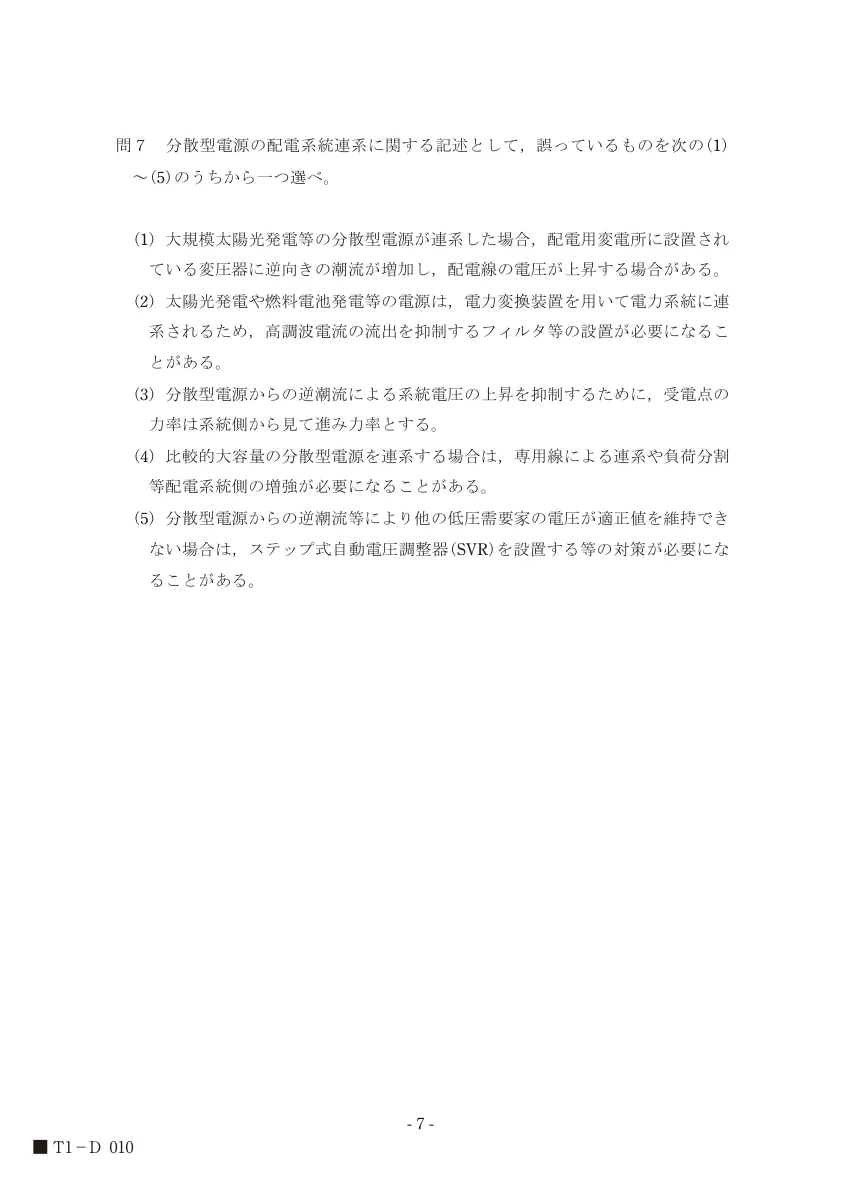 問７　分散型電源の配電系統連系に関する記述として，誤っているものを次の(1)
～(5)のうちから一つ選べ。
(1) 大規模太陽光発電等の分散型電源が連系した場合，配電用変電所に設置され
ている変圧器に逆向きの潮流が増加し，配電線の電圧が上昇する場合がある。
(2) 太陽光発電や燃料電池発電等の電源は，電力変換装置を用いて電力系統に連
系されるため，高調波電流の流出を抑制するフィルタ等の設置が必要になるこ
とがある。
(3) 分散型電源からの逆潮流による系統電圧の上昇を抑制するために，受電点の
力率は系統側から見て進み力率とする。
(4) 比較的大容量の分散型電源を連系する場合は，専用線による連系や負荷分割
等配電系統側の増強が必要になることがある。
(5) 分散型電源からの逆潮流等により他の低圧需要家の電圧が適正値を維持でき
ない場合は，ステップ式自動電圧調整器(SVR)を設置する等の対策が必要にな
ることがある。
- 7 -
■ T1－D 010